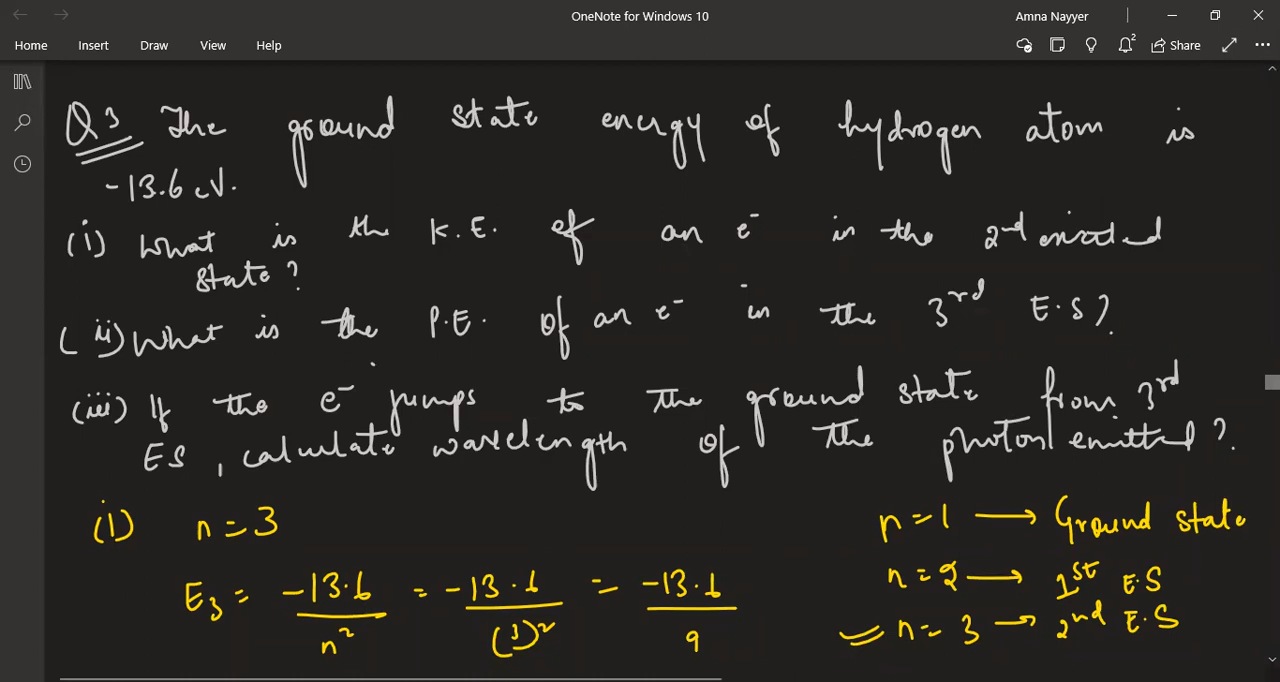 OneNote for Windows 10
Amna Nayyer
Home Insert Draw View Help
2
Share
Q3 The ground state energy of hydrogen atom is
-13.6 eV.
(i) What is the K.E. of an e⁻ in the 2nd excited
state?
(ii) What is the P.E. of an e⁻ in the 3rd E.S?
(iii) If the e⁻ jumps to the ground state from 3rd
ES, calculate wavelength of the photon emitted?
(i) n = 3
E₃ = -13.6/n² = -13.6/(3)² = -13.6/9
n=1 → Ground state
n=2 → 1st E.S
n=3 → 2nd E.S